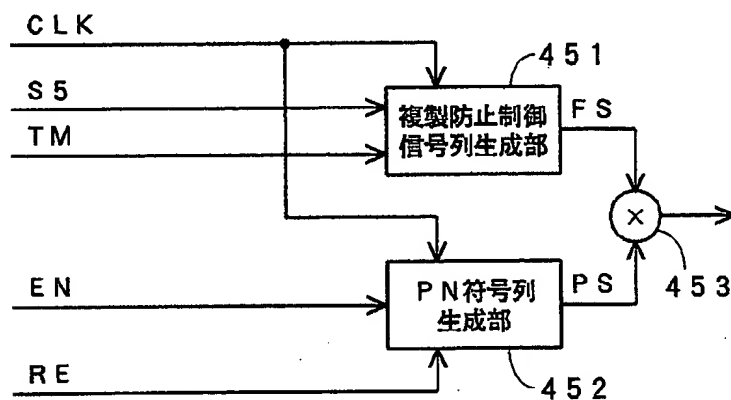 CLK
451
S5
複製防止制御
信号列生成部
FS
TM
×
453
EN
PN符号列
生成部
PS
RE
452